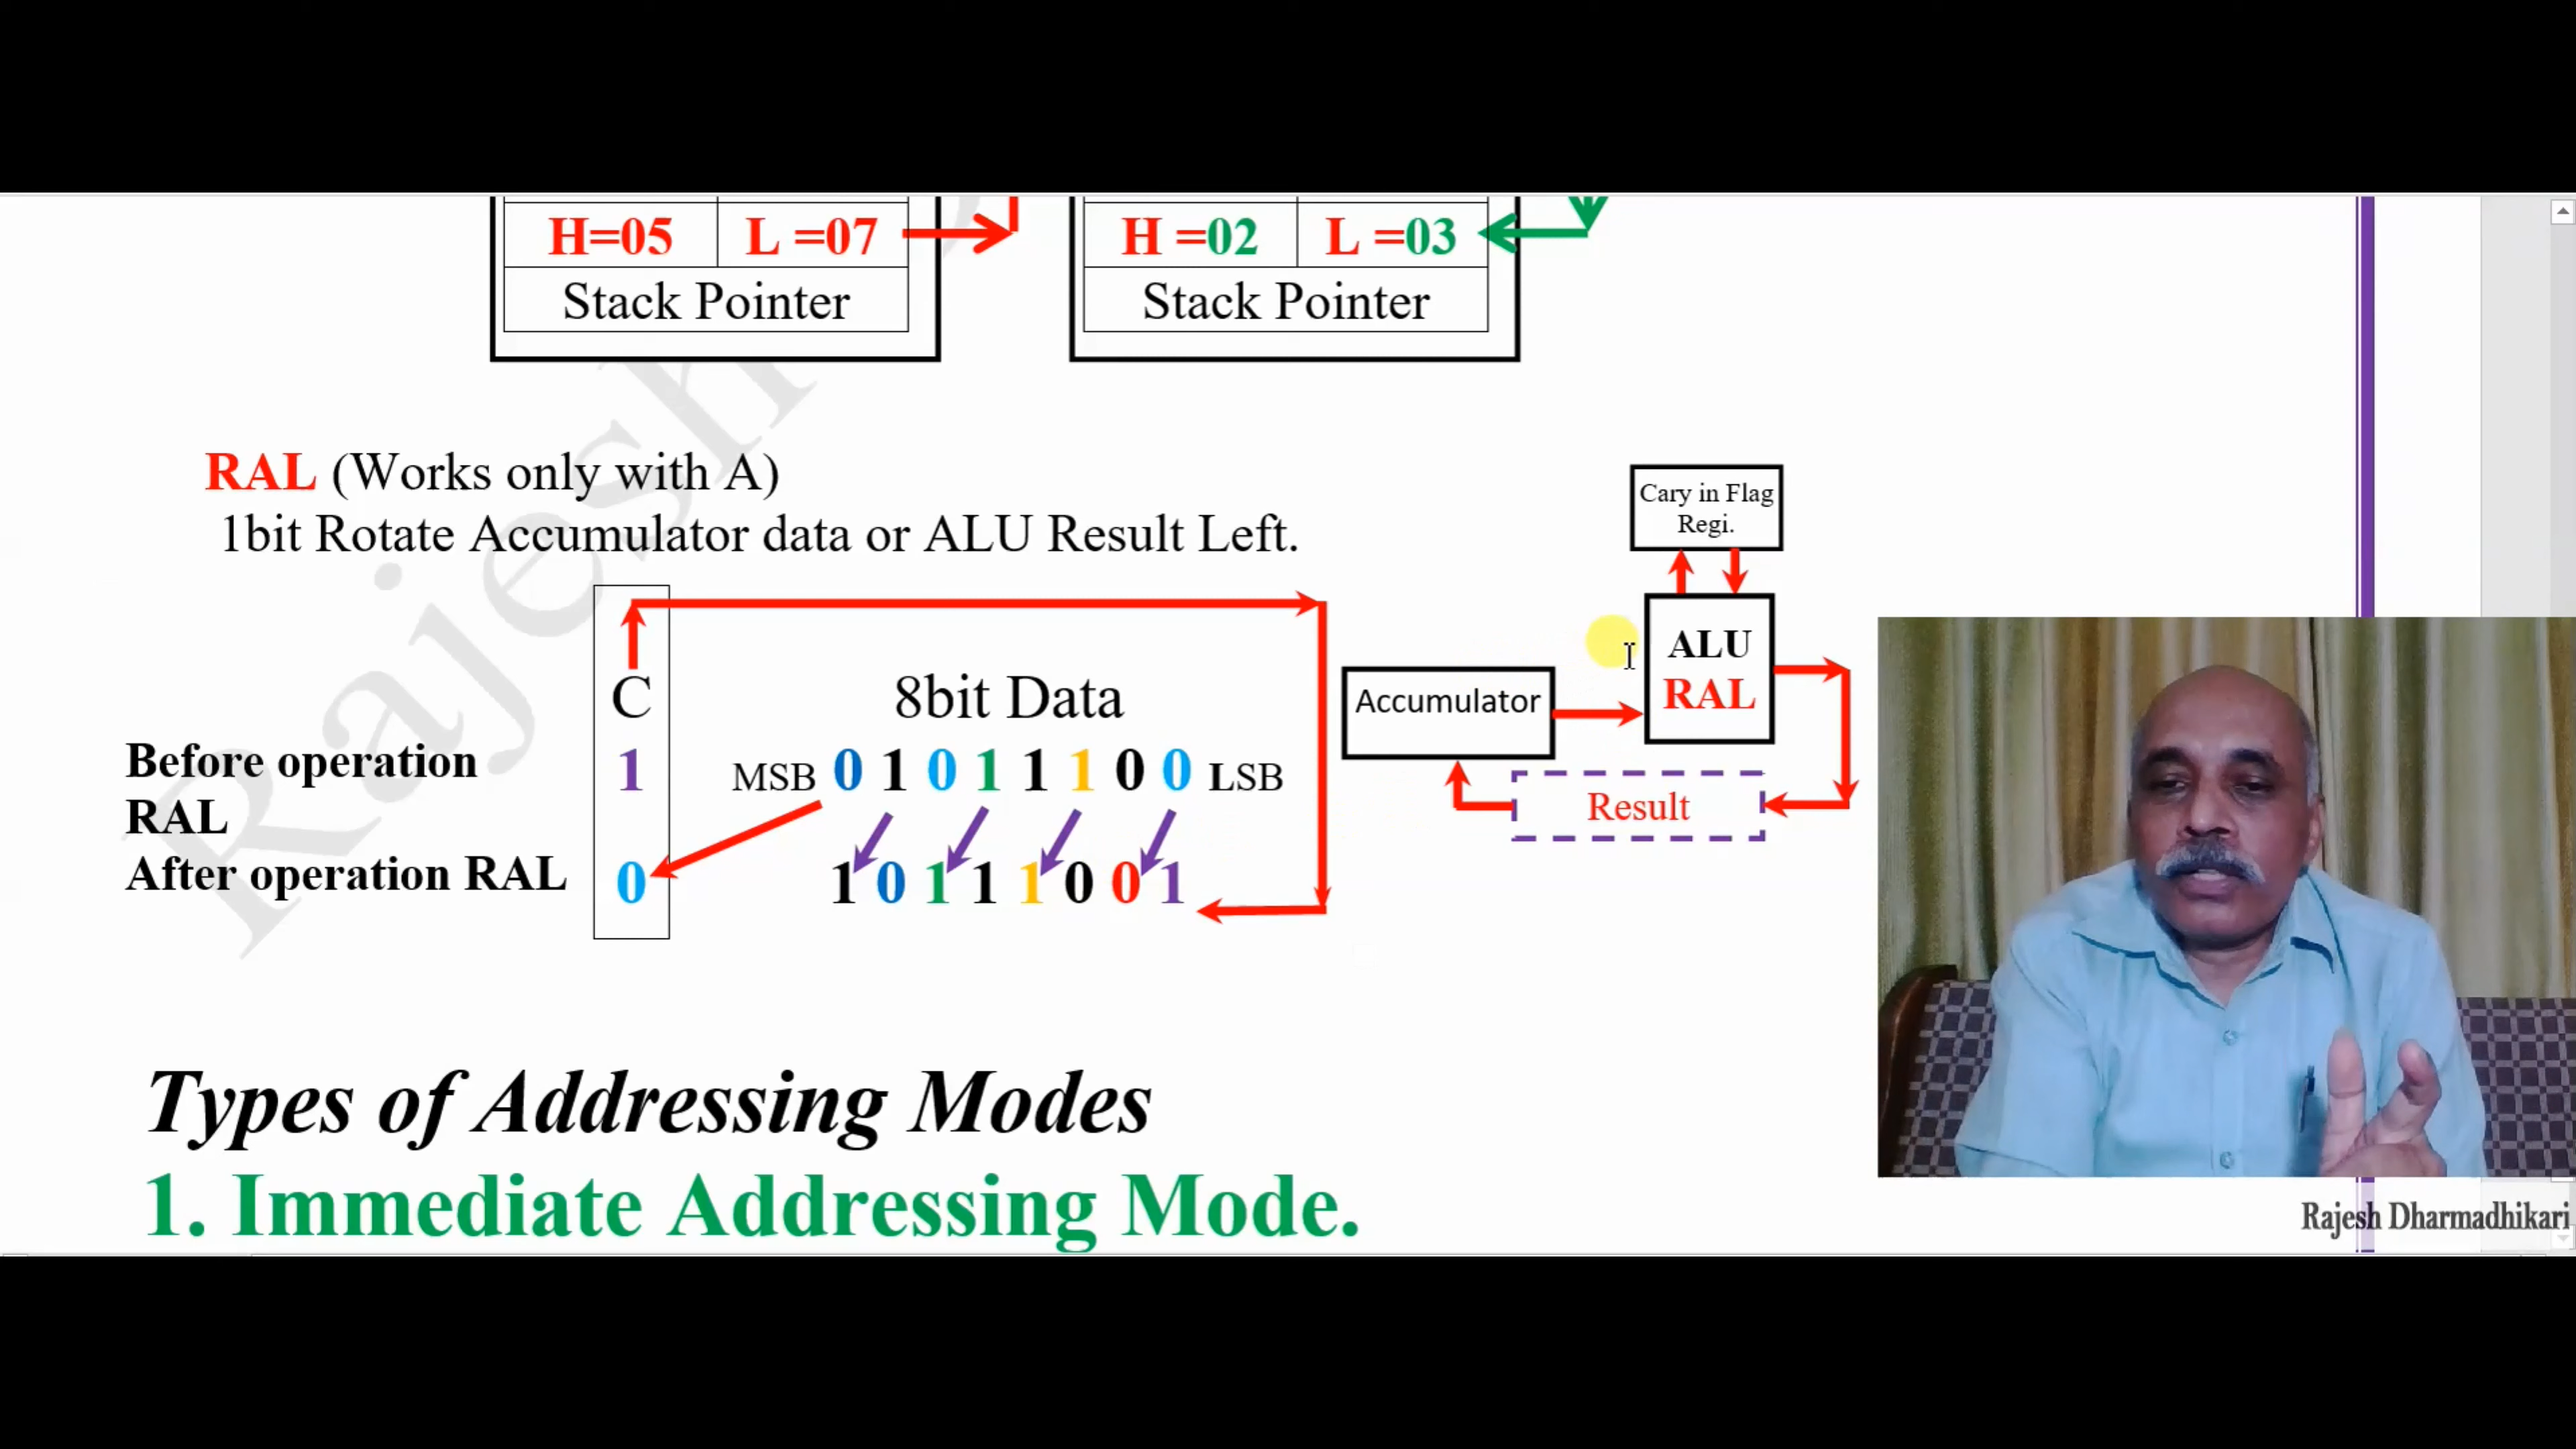 H=05 L =07 H =02 L =03
Stack Pointer Stack Pointer
RAL (Works only with A)
1bit Rotate Accumulator data or ALU Result Left.
Cary in Flag
Regi.
ALU
RAL
Accumulator
Result
C 8bit Data
Before operation 1 MSB 0 1 0 1 1 1 0 0 LSB
RAL
After operation RAL 0 1 0 1 1 1 0 0 1
Types of Addressing Modes
1. Immediate Addressing Mode.
Rajesh Dharmadhikari
Rajesh